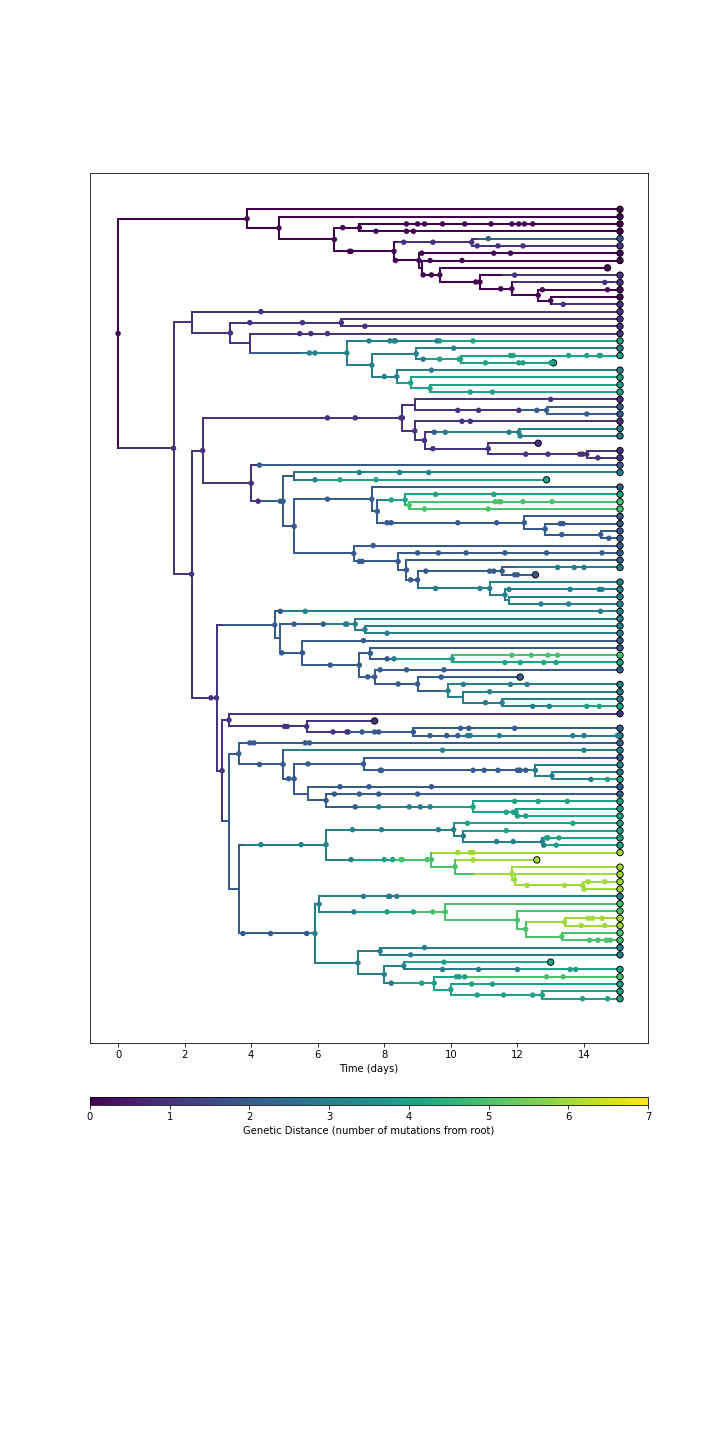 0 2 4 6 8 10 12 14
Time (days)
0 1 2 3 4 5 6 7
Genetic Distance (number of mutations from root)